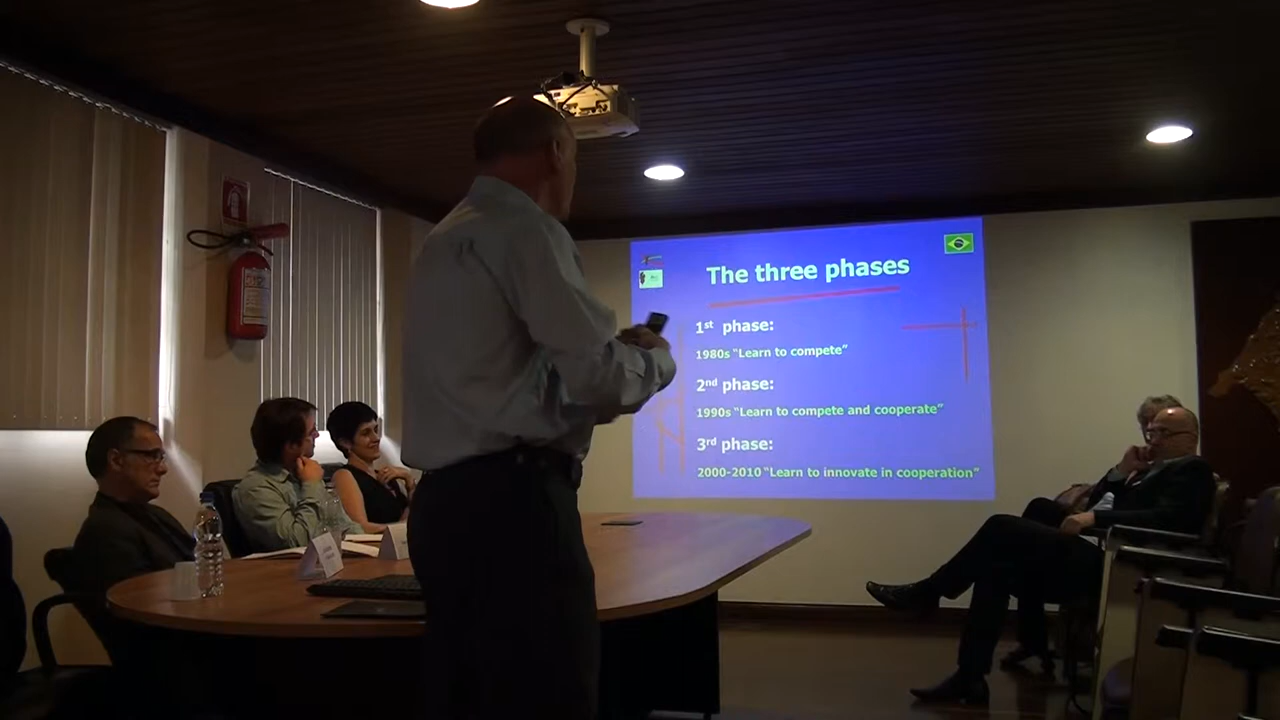 The three phases
1st phase:
1980s “Learn to compete”
2nd phase:
1990s “Learn to compete and cooperate”
3rd phase:
2000-2010 “Learn to innovate in cooperation”